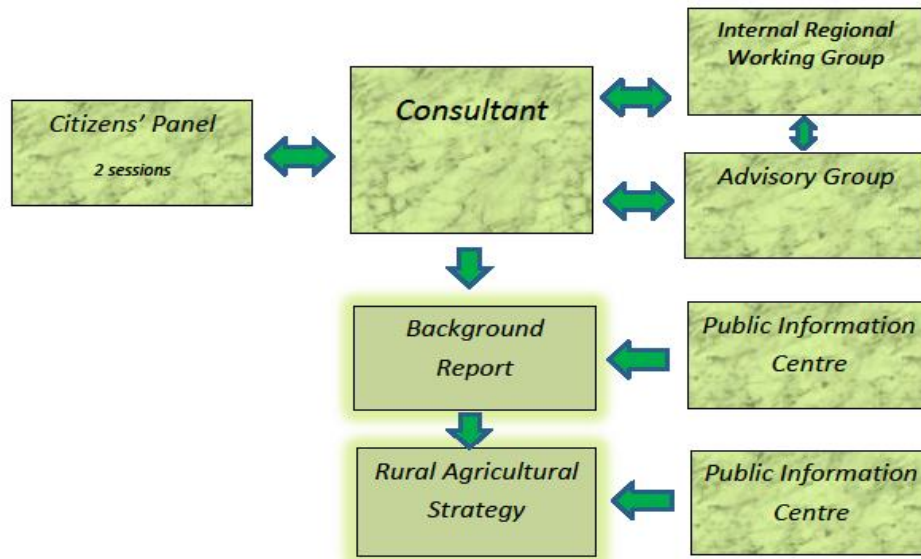 Internal Regional
Working Group
Consultant
Citizens’ Panel
2 sessions
Advisory Group
Background
Report
Public Information
Centre
Rural Agricultural
Strategy
Public Information
Centre